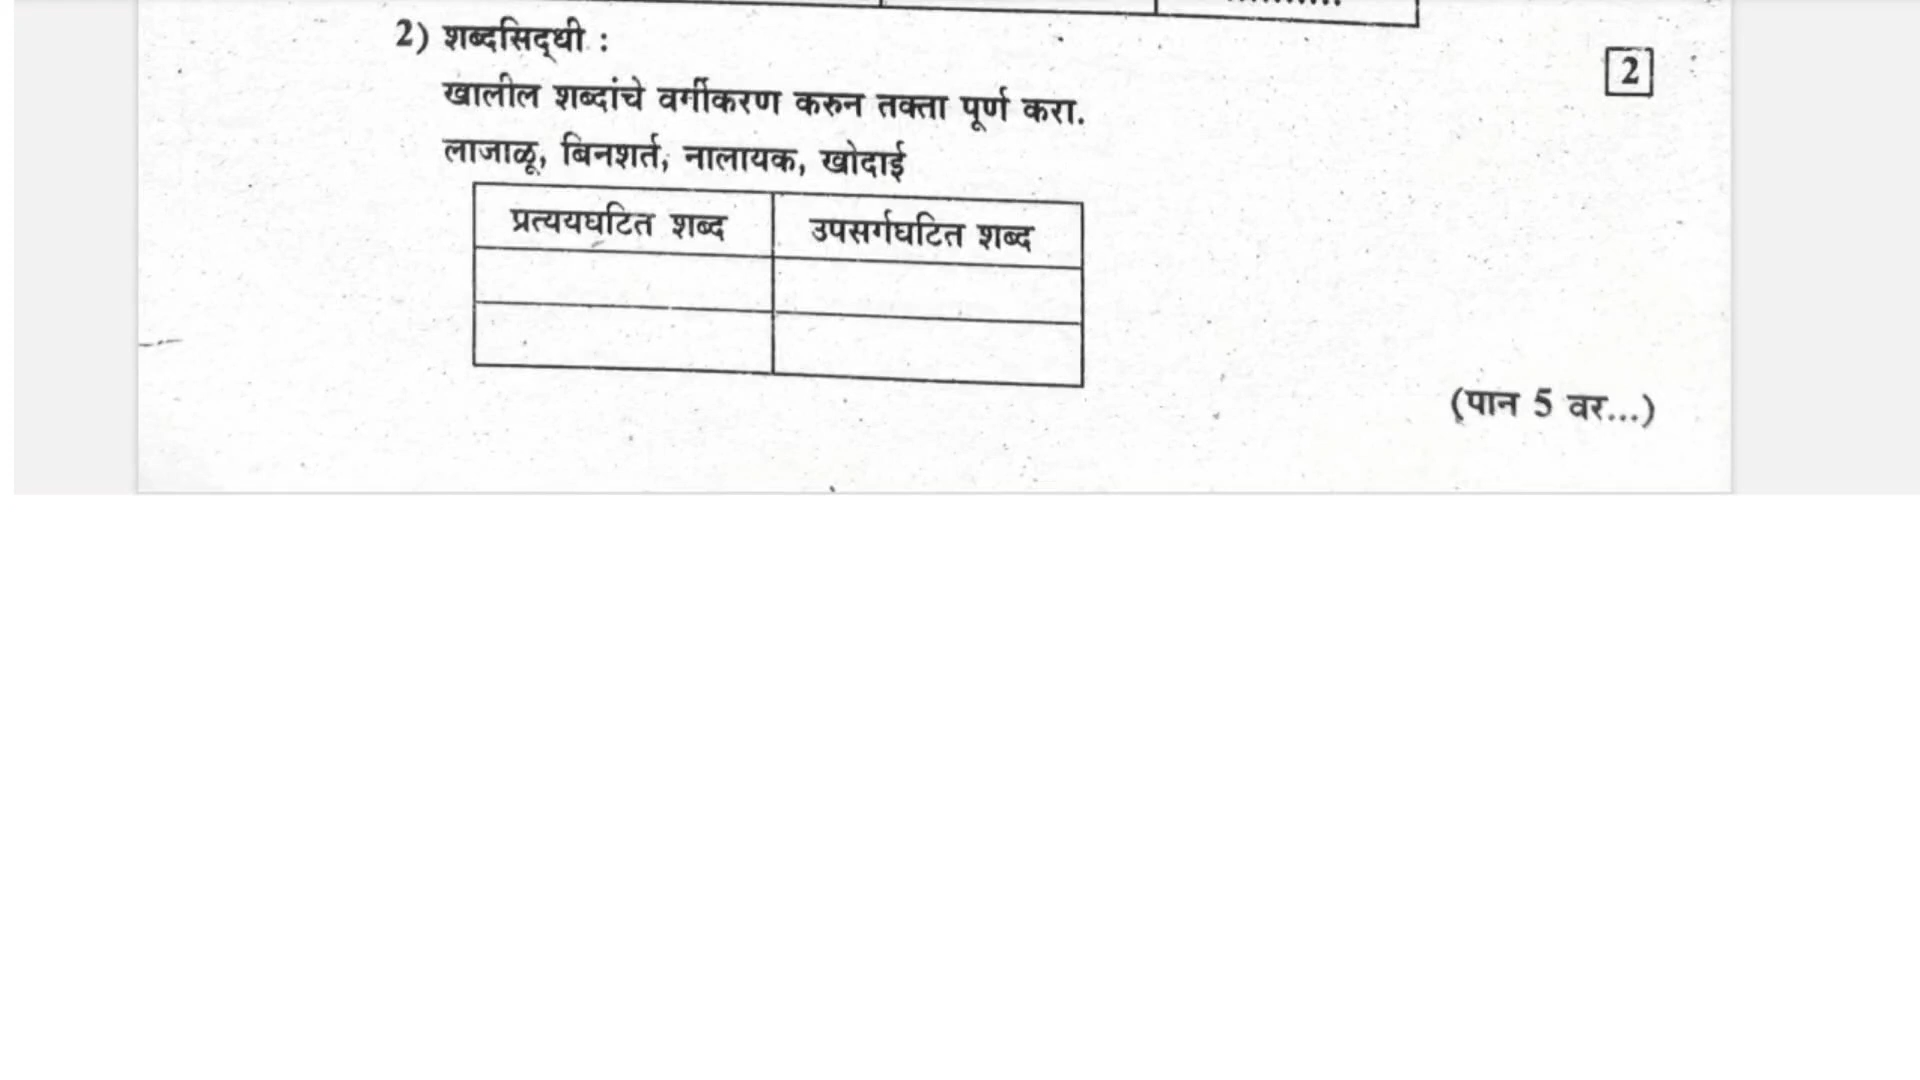 2) शब्दसिद्धी :
2
खालील शब्दांचे वर्गीकरण करुन तक्ता पूर्ण करा.
लाजाळू, बिनशर्त, नालायक, खोदाई
प्रत्ययघटित शब्द उपसर्गघटित शब्द
(पान 5 वर...)